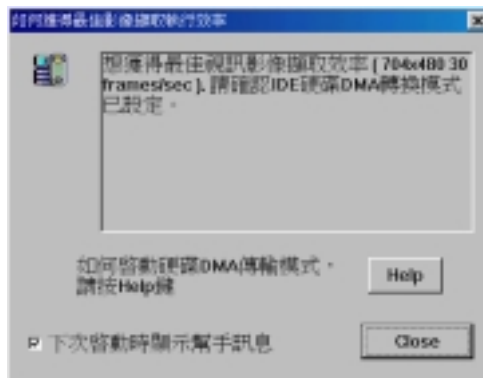 如何獲得最佳影像擷取執行效率
想獲得最佳視訊影像擷取效率 ( 704x480 30
frames/sec ), 請確認IDE硬碟DMA轉換模式
已設定。
如何啓動硬碟DMA傳輸模式，
請按Help鍵
Help
下次啓動時顯示幫手訊息
Close